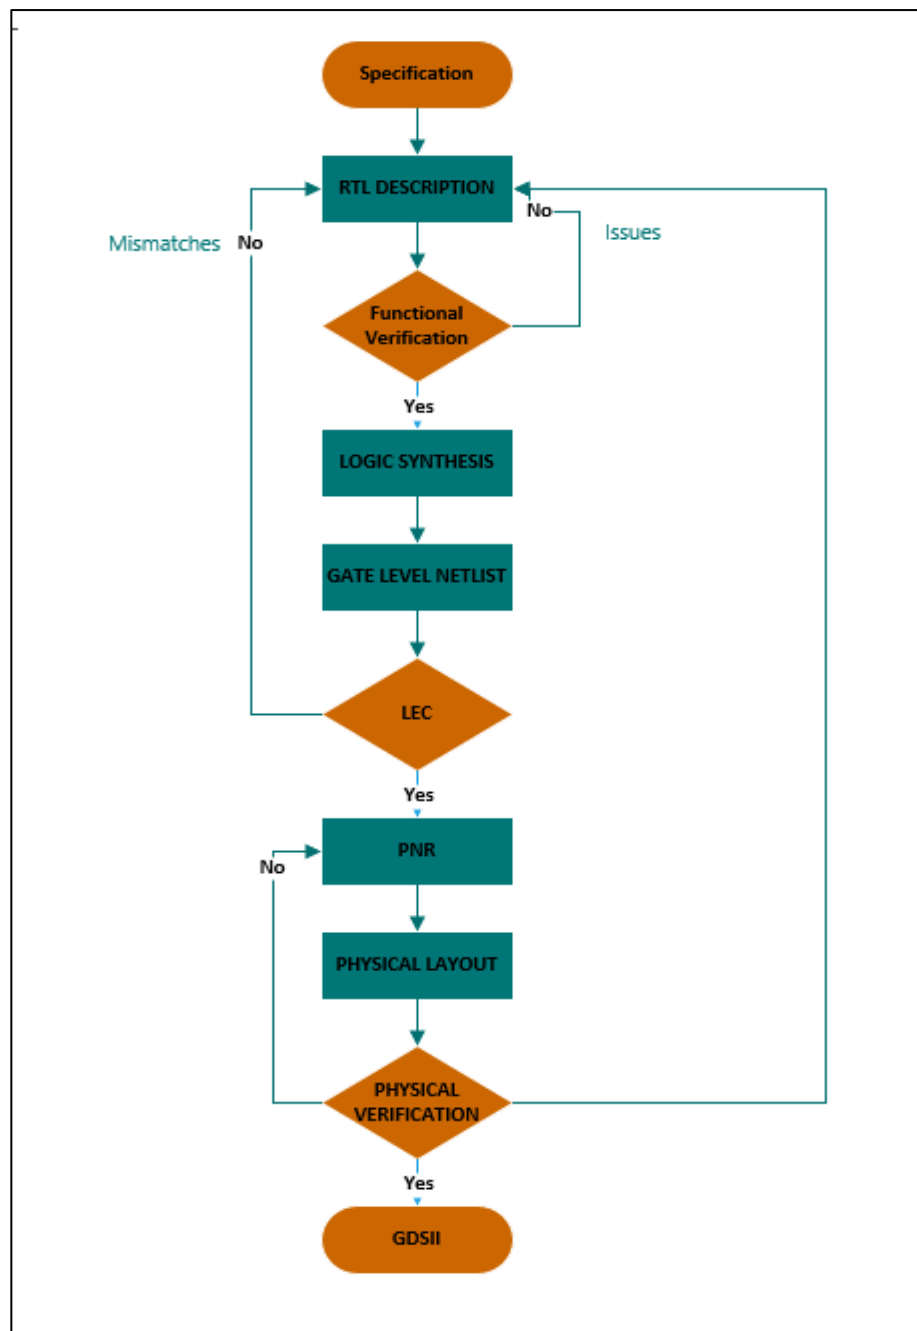 Specification
RTL DESCRIPTION
No
Issues
Mismatches
No
Functional
Verification
Yes
LOGIC SYNTHESIS
GATE LEVEL NETLIST
LEC
Yes
PNR
No
PHYSICAL LAYOUT
PHYSICAL
VERIFICATION
Yes
GDSII